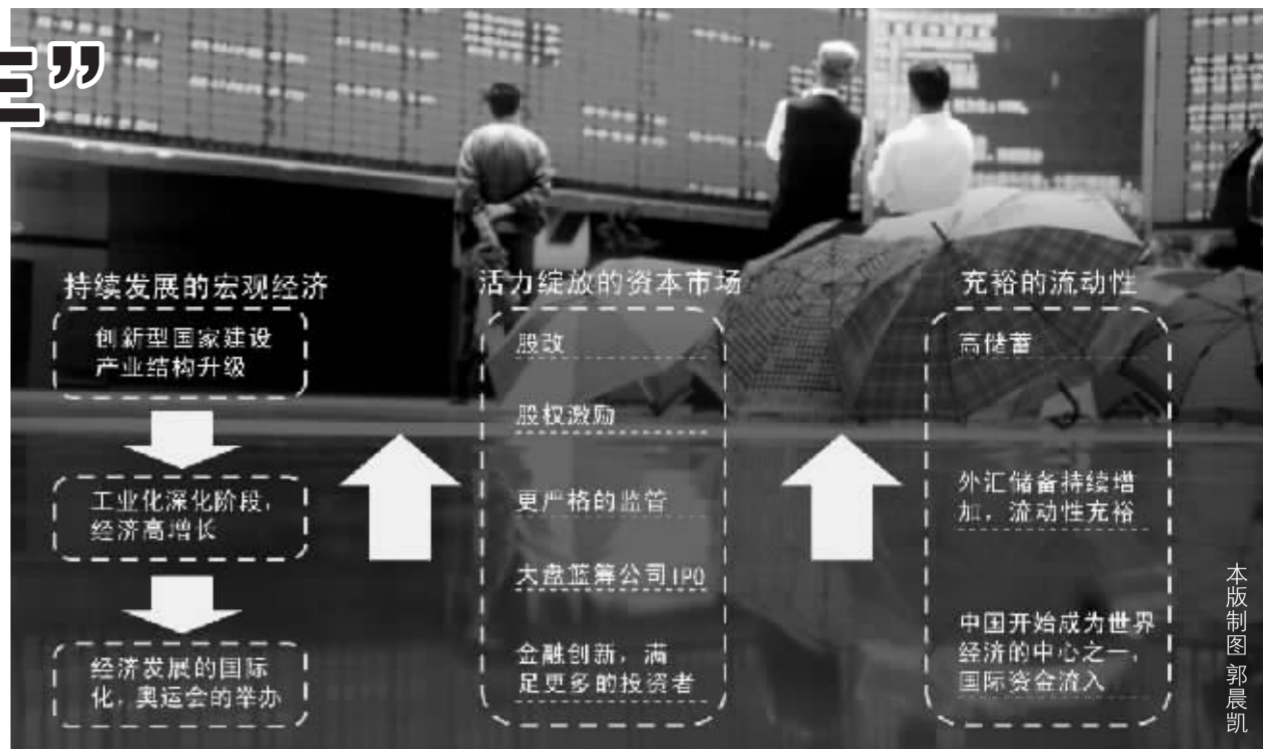 持续发展的宏观经济
创新型国家建设
产业结构升级
工业化深化阶段，
经济高增长
经济发展的国际
化，奥运会的举办
活力绽放的资本市场
股改
股权激励
更严格的监管
大盘蓝筹公司IPO
金融创新，满
足更多的投资者
充裕的流动性
高储蓄
外汇储备持续增
加，流动性充裕
中国开始成为世界
经济的中心之一，
国际资金流入
本版制图 郭晨凯